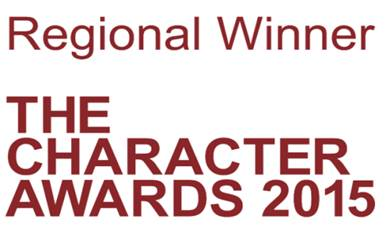 Regional Winner
THE
CHARACTER
AWARDS 2015